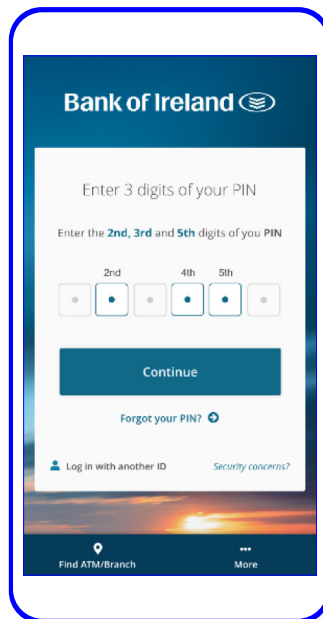 Bank of Ireland
Enter 3 digits of your PIN
Enter the 2nd, 3rd and 5th digits of you PIN
2nd 4th 5th
Continue
Forgot your PIN?
Log in with another ID Security concerns?
Find ATM/Branch More